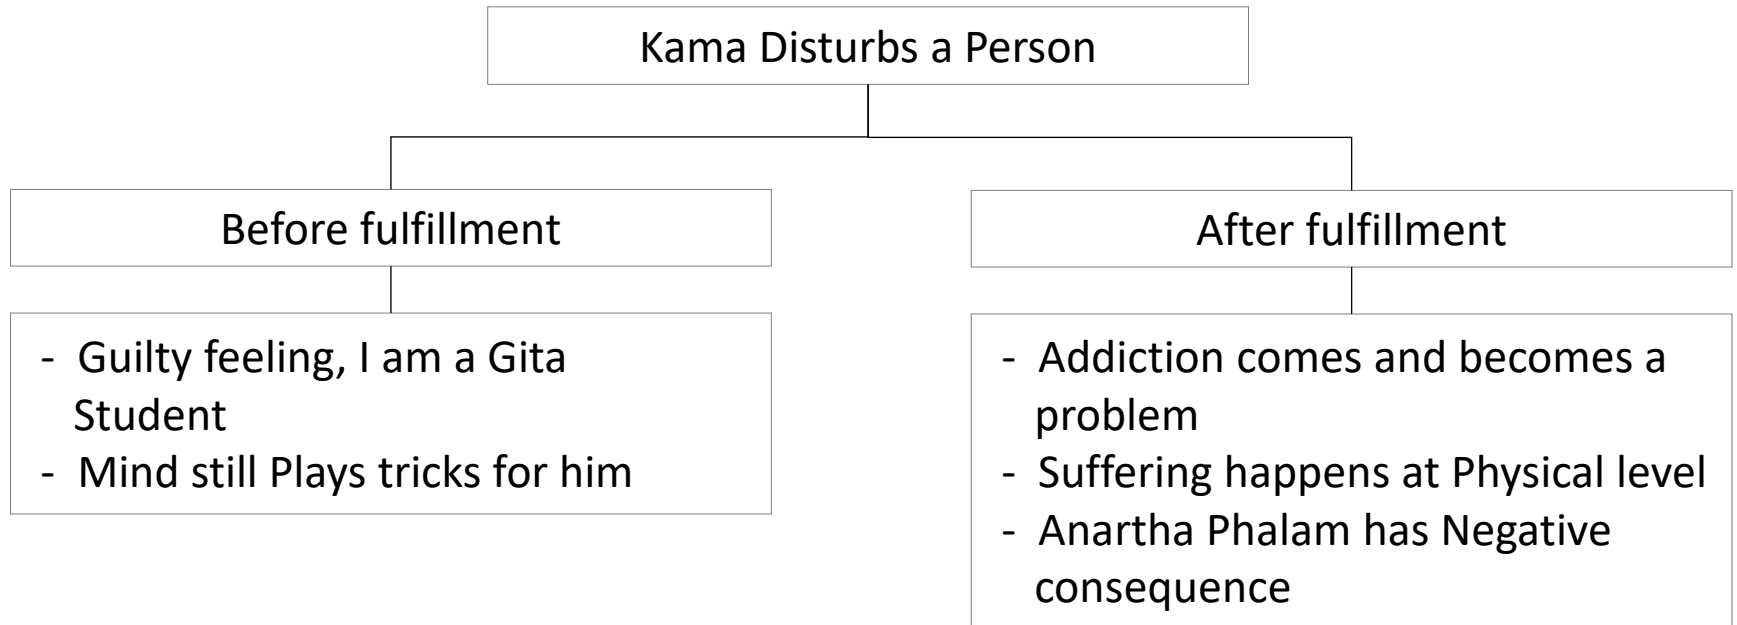 Kama Disturbs a Person
Before fulfillment
- Guilty feeling, I am a Gita
Student
- Mind still Plays tricks for him
After fulfillment
- Addiction comes and becomes a
problem
- Suffering happens at Physical level
- Anartha Phalam has Negative
consequence